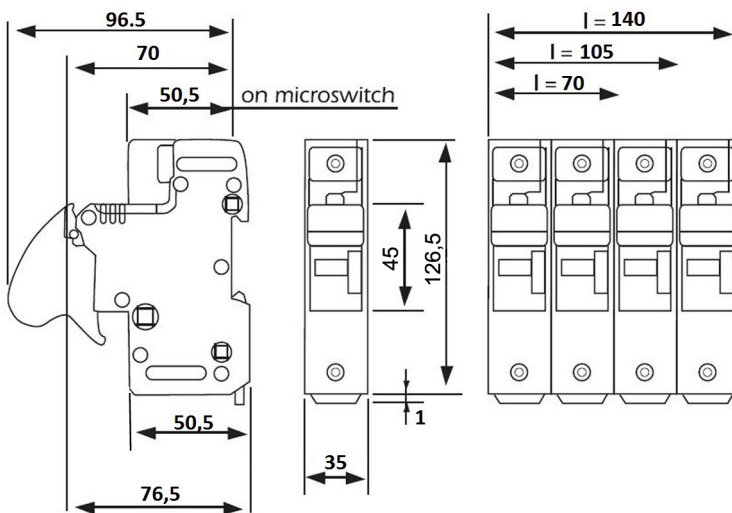 96.5
70
50,5
on microswitch
l = 140
l = 105
l = 70
45
126,5
1
50,5
35
76,5